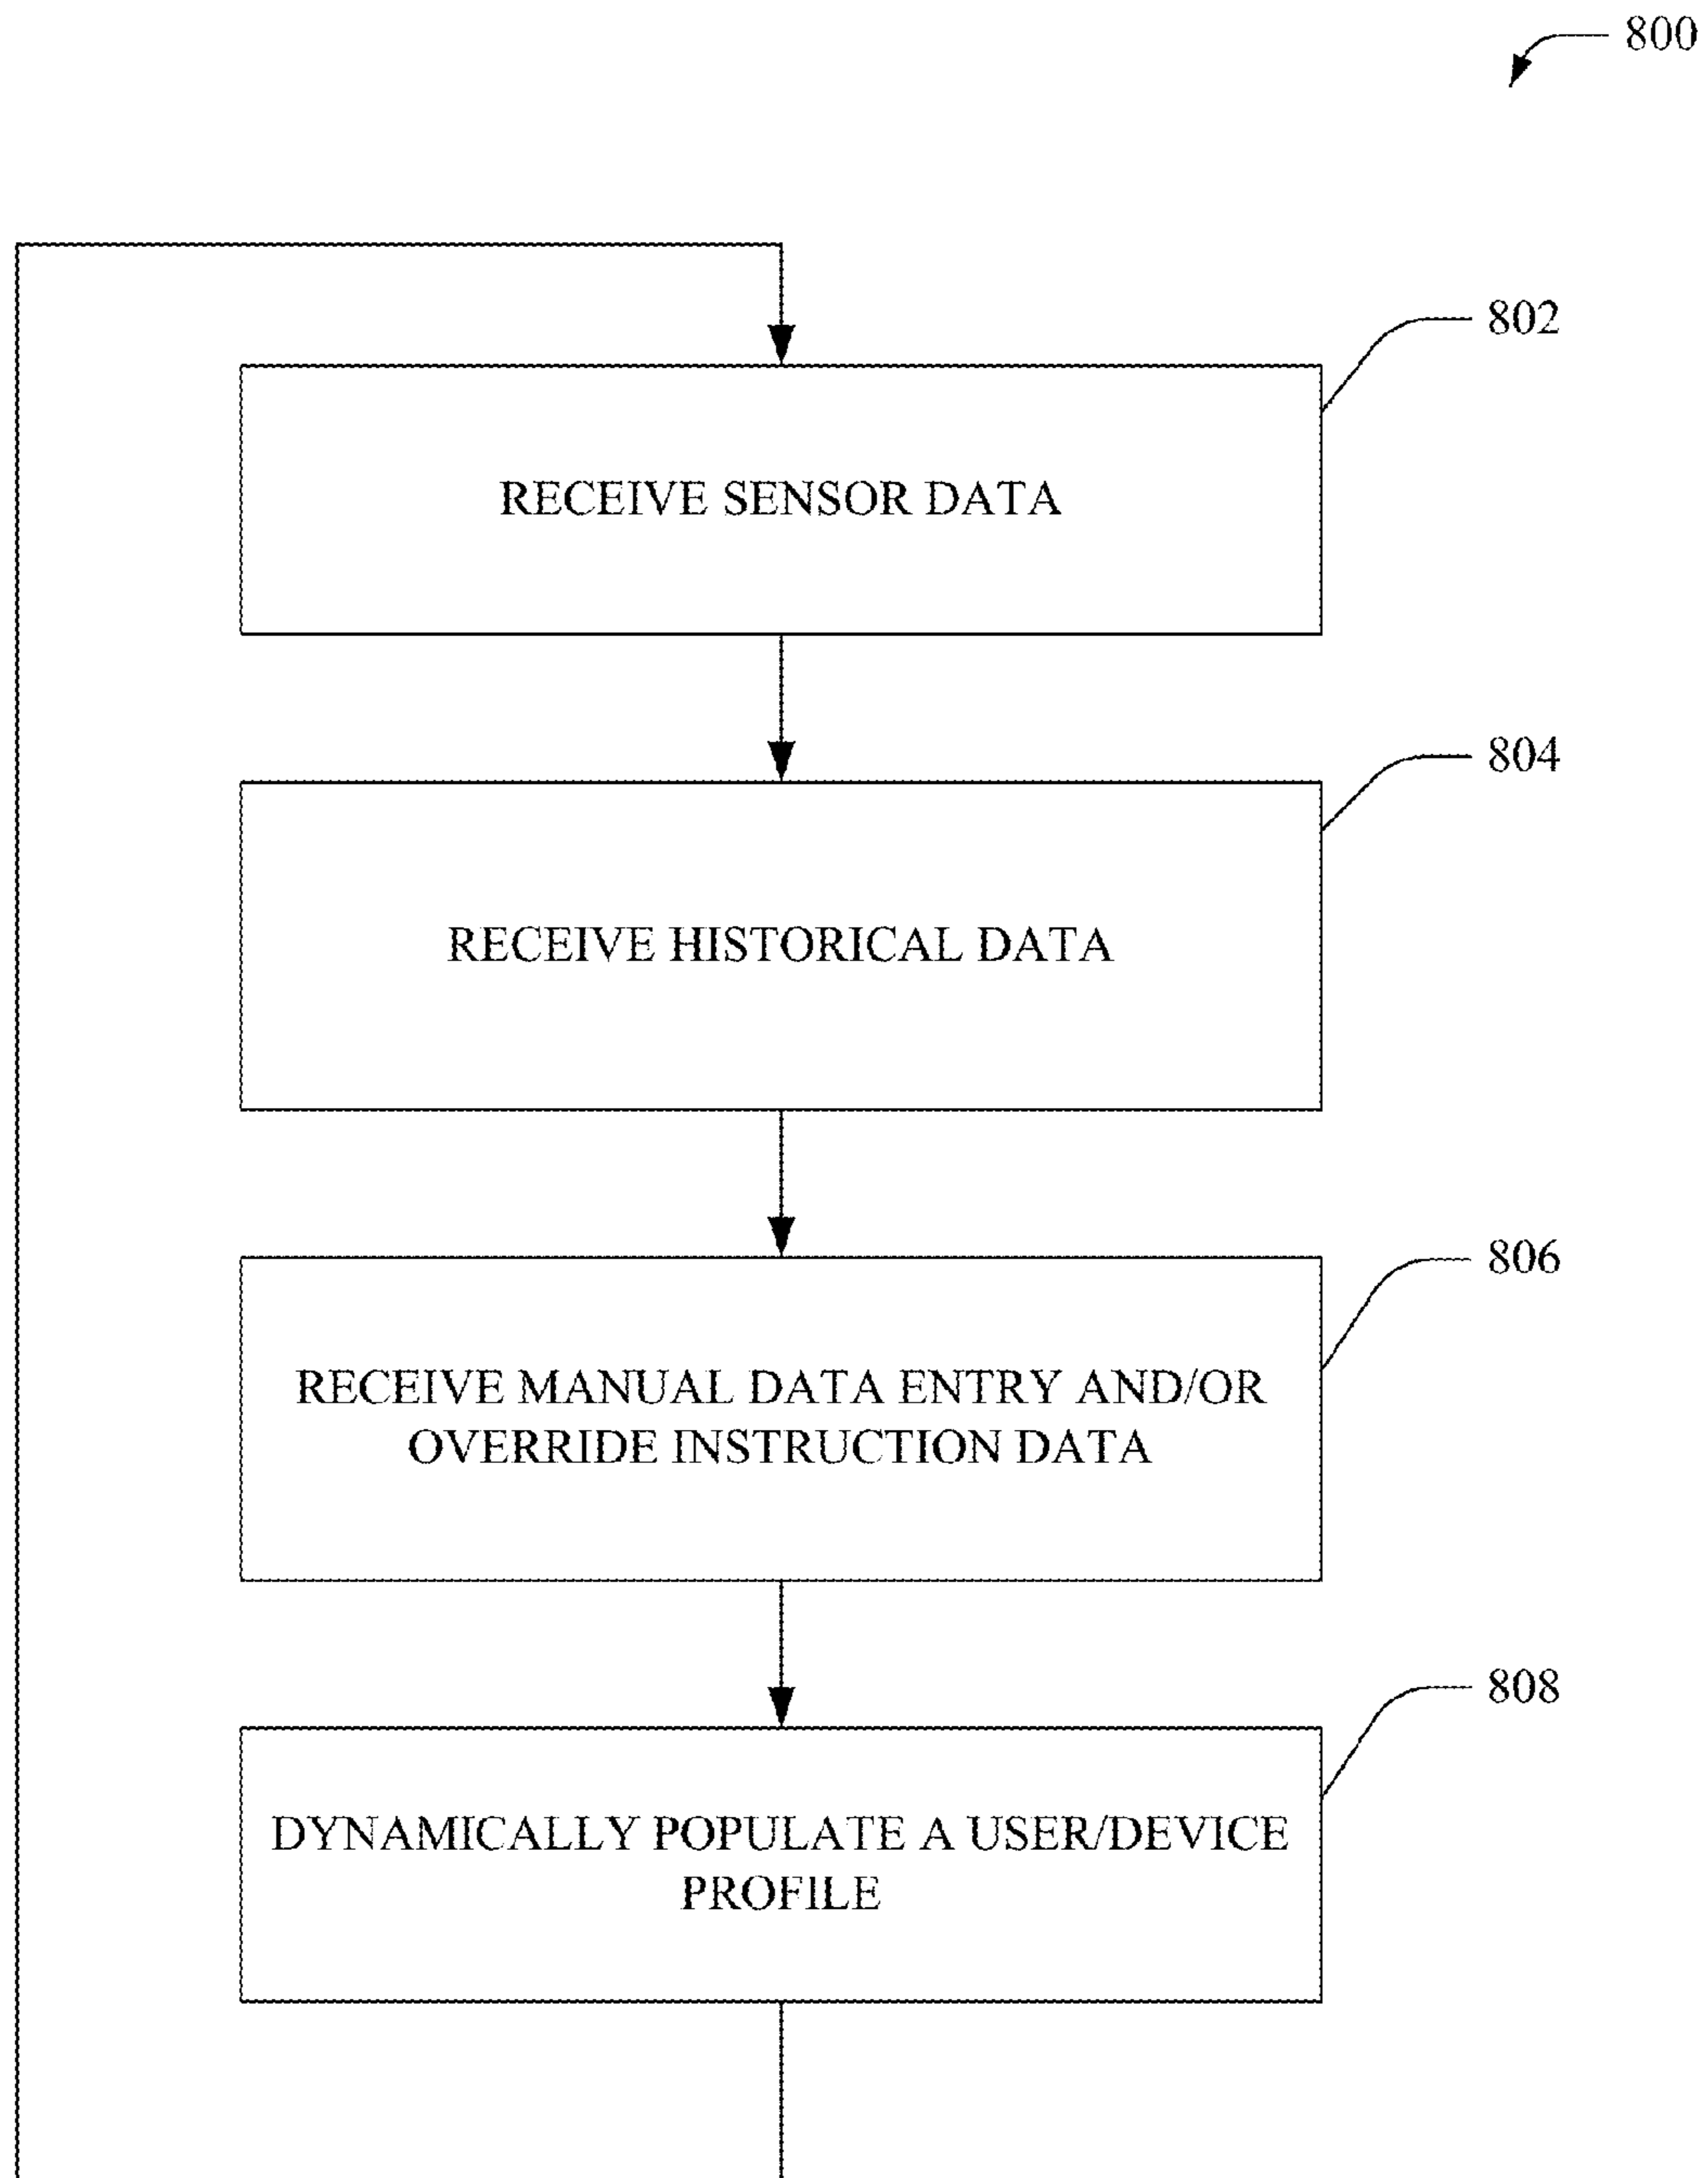 800
802
RECEIVE SENSOR DATA
804
RECEIVE HISTORICAL DATA
806
RECEIVE MANUAL DATA ENTRY AND/OR
OVERRIDE INSTRUCTION DATA
808
DYNAMICALLY POPULATE A USER/DEVICE
PROFILE